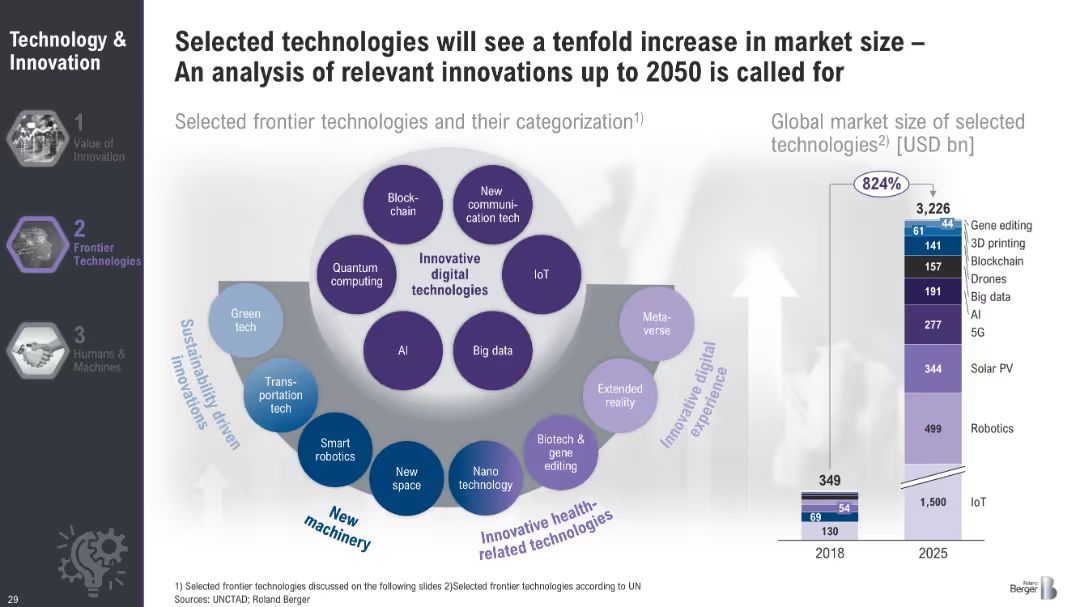 Technology &
Innovation
1
Value of
Innovation
2
Frontier
Technologies
3
Humans &
Machines
29
Selected technologies will see a tenfold increase in market size –
An analysis of relevant innovations up to 2050 is called for
Selected frontier technologies and their categorization1)
Block-
chain
New
communi-
cation tech
Quantum
computing
Innovative
digital
technologies
IoT
AI
Big data
Green
tech
Trans-
portation
tech
Smart
robotics
New
space
Nano
technology
Biotech &
gene
editing
Extended
reality
Meta-
verse
Sustainability driven
innovations
New
machinery
Innovative health-
related technologies
Innovative digital
experience
Global market size of selected
technologies2) [USD bn]
824%
349
54
69
130
2018
3,226
44
61
141
157
191
277
344
499
1,500
2025
Gene editing
3D printing
Blockchain
Drones
Big data
AI
5G
Solar PV
Robotics
IoT
1) Selected frontier technologies discussed on the following slides 2)Selected frontier technologies according to UN
Sources: UNCTAD; Roland Berger
Roland
Berger
B